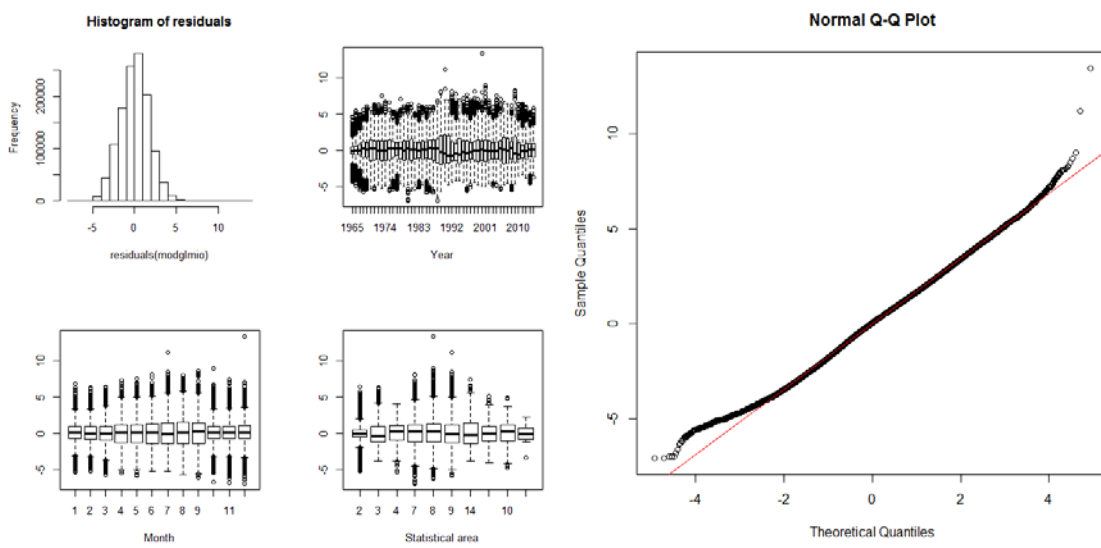 Histogram of residuals
Frequency
0 100000 200000
-5 0 5 10
residuals(modglmio)
-5 0 5 10
1965 1974 1983 1992 2001 2010
Year
-5 0 5 10
1 2 3 4 5 6 7 8 9 11
Month
-5 0 5 10
2 3 4 7 8 9 14 10
Statistical area
Normal Q-Q Plot
Sample Quantiles
-5 0 5 10
-4 -2 0 2 4
Theoretical Quantiles